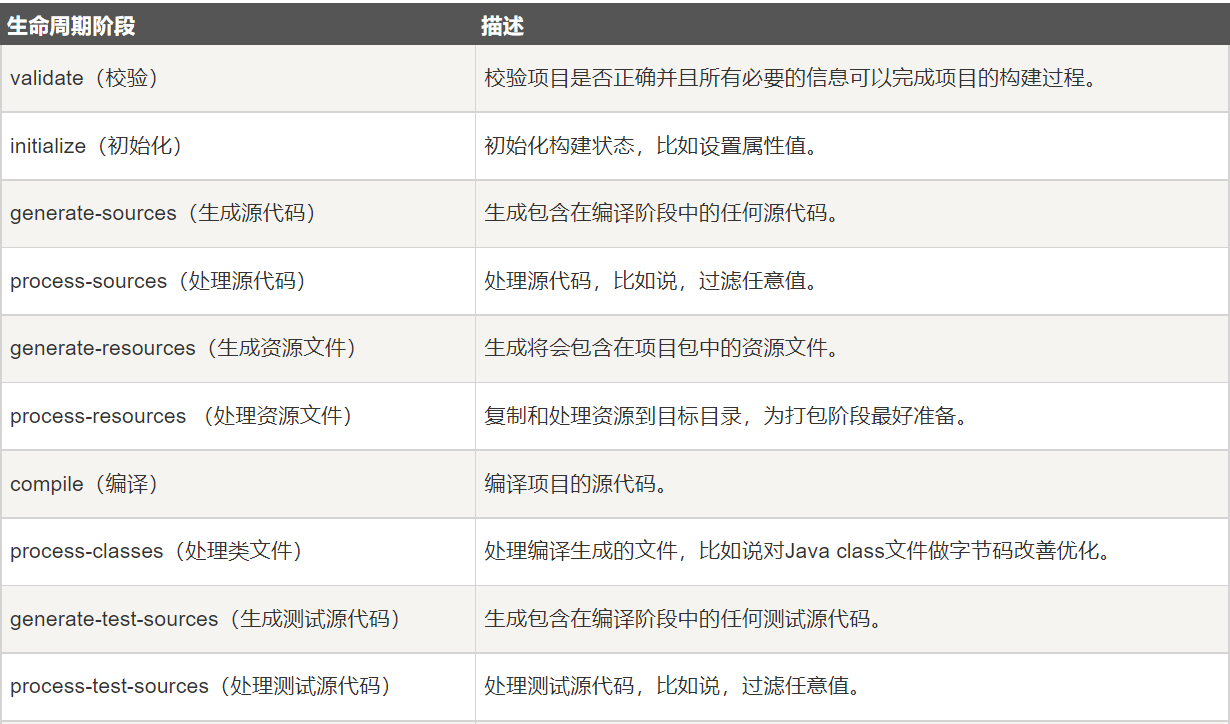 生命周期阶段 描述
validate（校验） 校验项目是否正确并且所有必要的信息可以完成项目的构建过程。
initialize（初始化） 初始化构建状态，比如设置属性值。
generate-sources（生成源代码） 生成包含在编译阶段中的任何源代码。
process-sources（处理源代码） 处理源代码，比如说，过滤任意值。
generate-resources（生成资源文件） 生成将会包含在项目包中的资源文件。
process-resources （处理资源文件） 复制和处理资源到目标目录，为打包阶段最好准备。
compile（编译） 编译项目的源代码。
process-classes（处理类文件） 处理编译生成的文件，比如说对Java class文件做字节码改善优化。
generate-test-sources（生成测试源代码） 生成包含在编译阶段中的任何测试源代码。
process-test-sources（处理测试源代码） 处理测试源代码，比如说，过滤任意值。